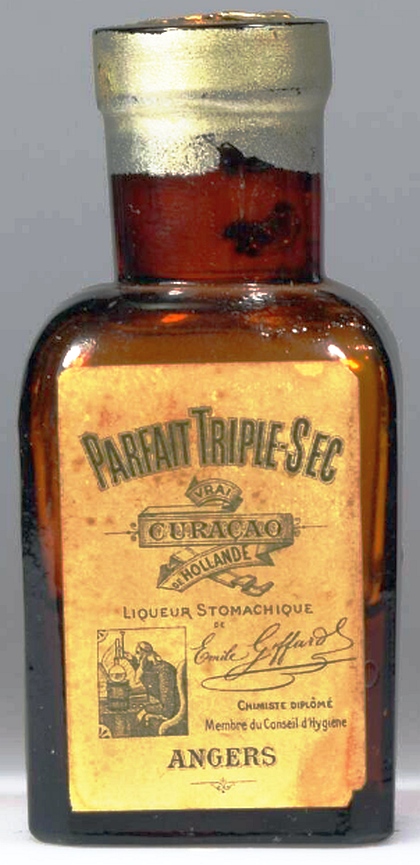 PARFAIT TRIPLE-SEC
VRAI
CURAÇAO
DE HOLLANDE
LIQUEUR STOMACHIQUE
DE
Emile Giffard
CHIMISTE DIPLÔMÉ
Membre du Conseil d'Hygiène
ANGERS